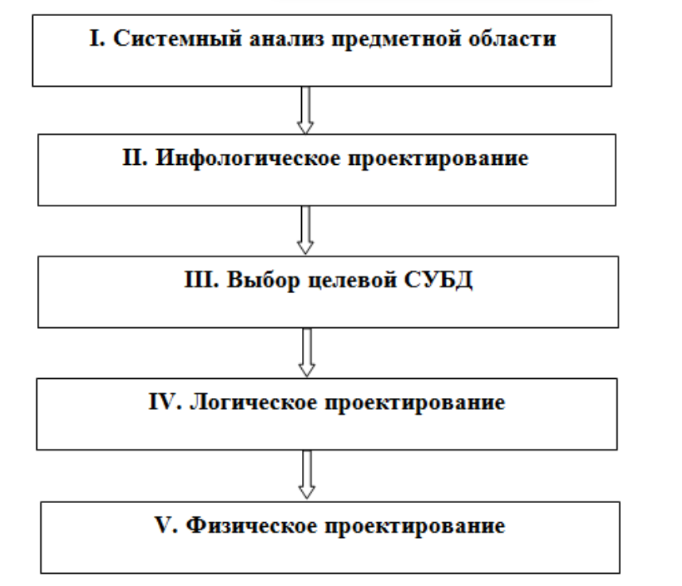 I. Системный анализ предметной области
II. Инфологическое проектирование
III. Выбор целевой СУБД
IV. Логическое проектирование
V. Физическое проектирование